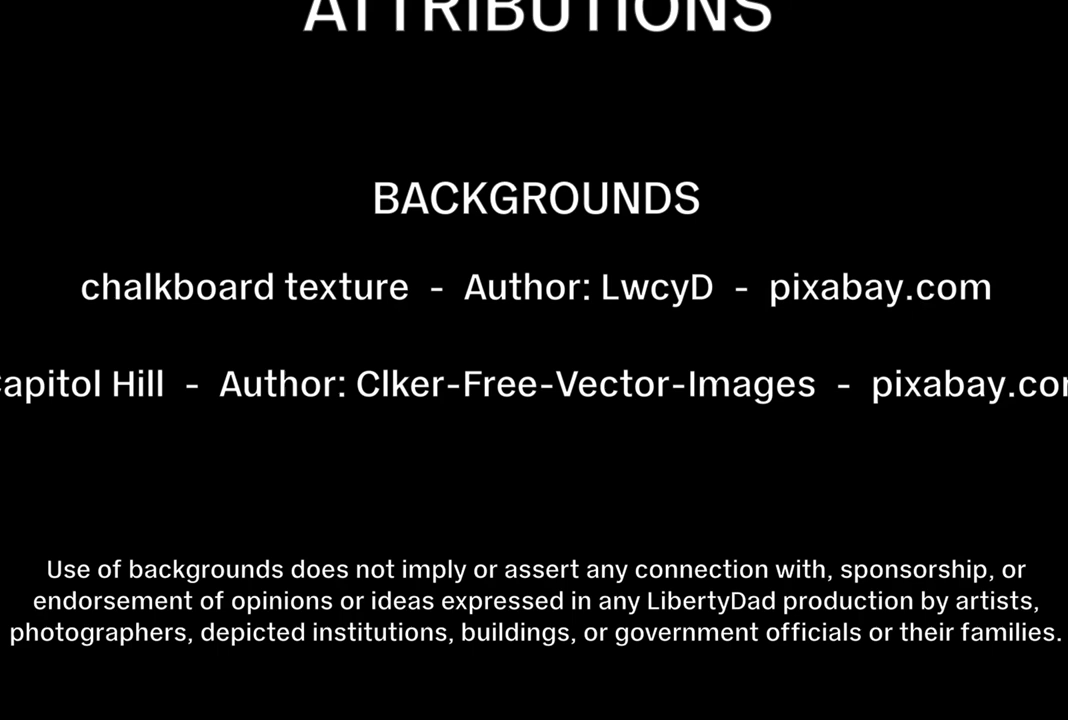 ATTRIBUTIONS
BACKGROUNDS
chalkboard texture - Author: LwcyD - pixabay.com
apitol Hill - Author: Clker-Free-Vector-Images - pixabay.co
Use of backgrounds does not imply or assert any connection with, sponsorship, or
endorsement of opinions or ideas expressed in any LibertyDad production by artists,
photographers, depicted institutions, buildings, or government officials or their families.